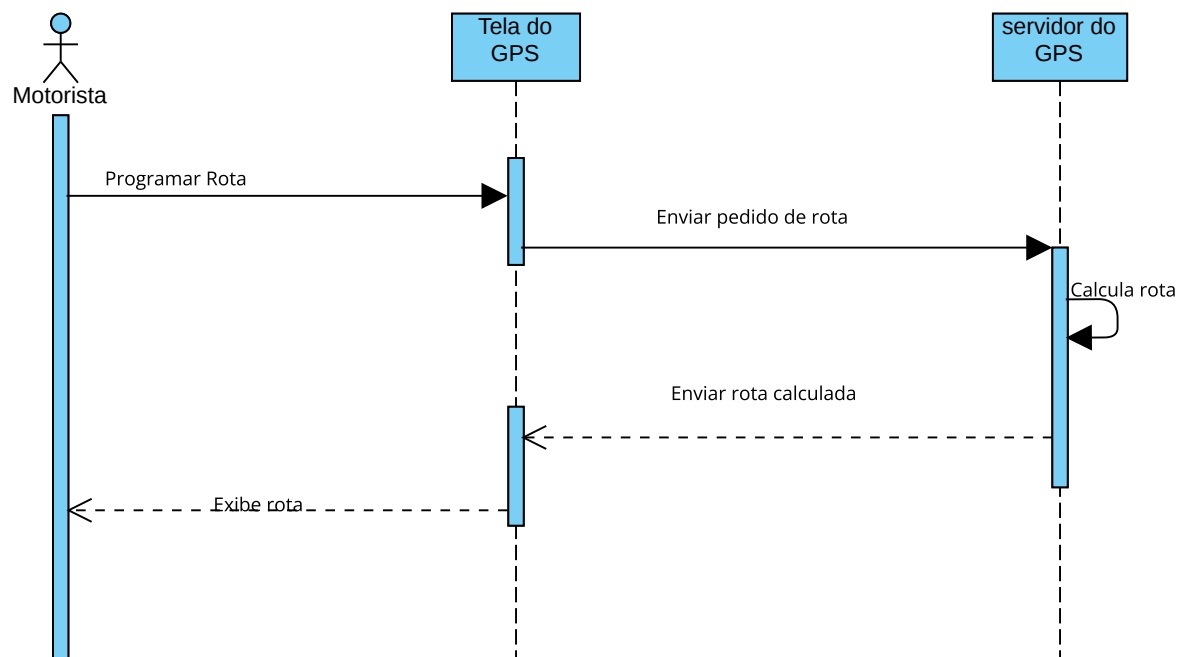 Tela do
GPS
servidor do
GPS
Motorista
Programar Rota
Enviar pedido de rota
Calcula rota
Enviar rota calculada
Exibe rota